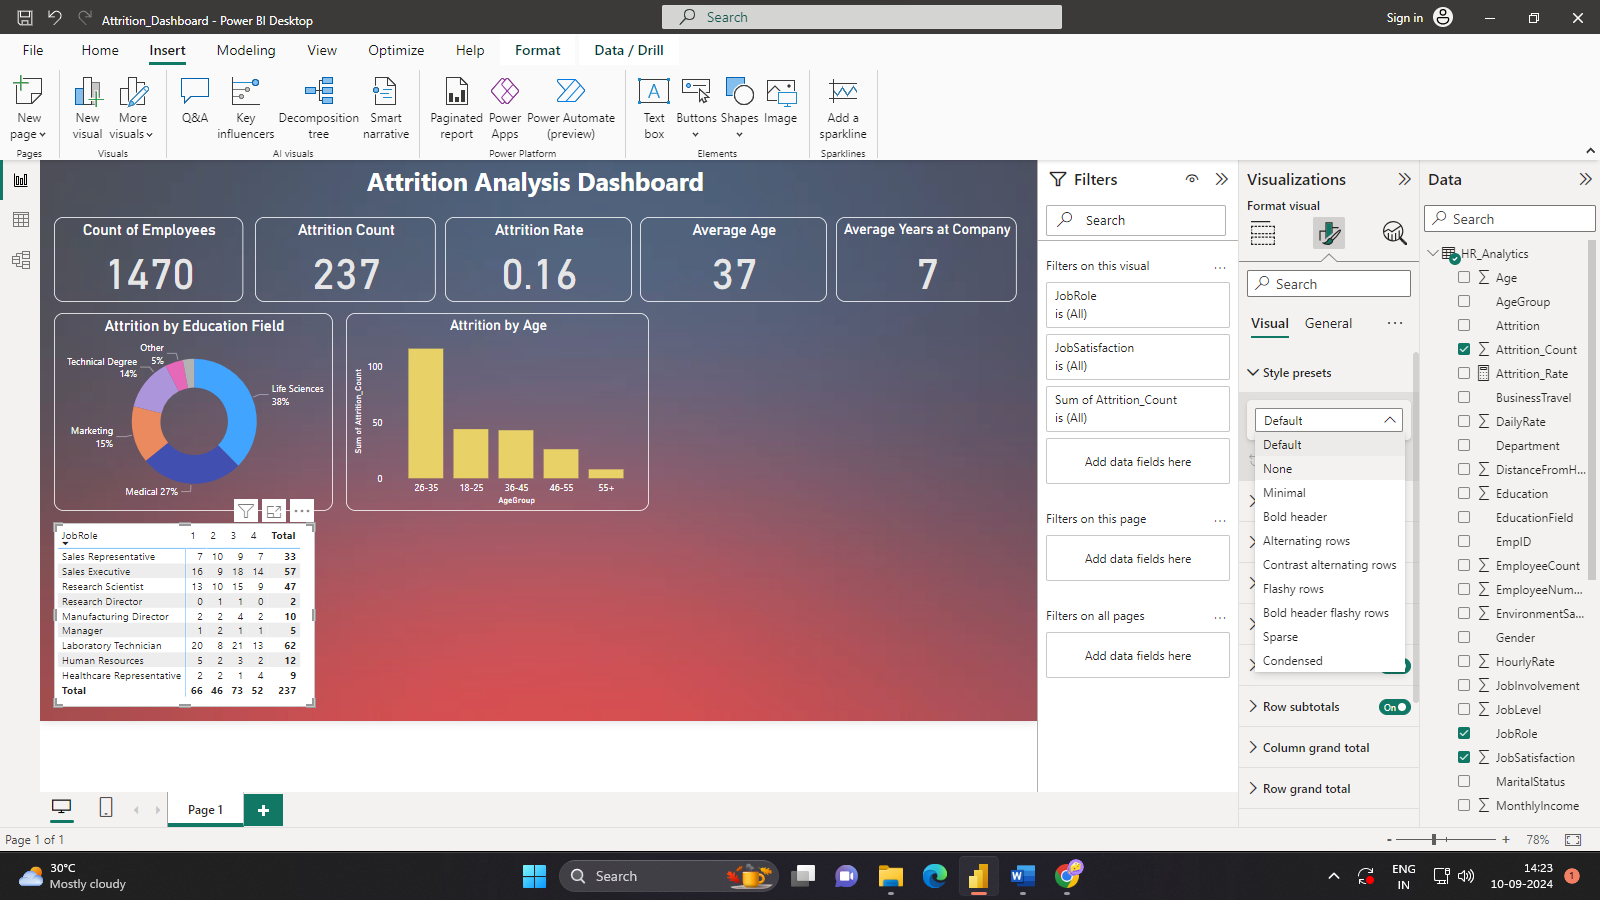 Attrition_Dashboard - Power BI Desktop
Search
Sign in
File
Home
Insert
Modeling
View
Optimize
Help
Format
Data / Drill
New page
New visual
More visuals
Q&A
Key influencers
Decomposition tree
Smart narrative
Paginated report
Power Apps
Power Automate (preview)
Text box
Buttons
Shapes
Image
Add a sparkline
Pages
Visuals
AI visuals
Power Platform
Elements
Sparklines
Attrition Analysis Dashboard
Count of Employees
1470
Attrition Count
237
Attrition Rate
0.16
Average Age
37
Average Years at Company
7
Attrition by Education Field
Other
5%
Technical Degree
14%
Life Sciences
38%
Marketing
15%
Medical 27%
Attrition by Age
Sum of Attrition_Count
100
50
0
26-35 18-25 36-45 46-55 55+
AgeGroup
JobRole 1 2 3 4 Total
Sales Representative 7 10 9 7 33
Sales Executive 16 9 18 14 57
Research Scientist 13 10 15 9 47
Research Director 0 1 1 0 2
Manufacturing Director 2 2 4 2 10
Manager 1 2 1 1 5
Laboratory Technician 20 8 21 13 62
Human Resources 5 2 3 2 12
Healthcare Representative 2 2 1 4 9
Total 66 46 73 52 237
Filters
Search
Filters on this visual
JobRole
is (All)
JobSatisfaction
is (All)
Sum of Attrition_Count
is (All)
Add data fields here
Filters on this page
Add data fields here
Filters on all pages
Add data fields here
Visualizations
Format visual
Search
Visual
General
Style presets
Default
Default
None
Minimal
Bold header
Alternating rows
Contrast alternating rows
Flashy rows
Bold header flashy rows
Sparse
Condensed
Row subtotals
On
Column grand total
Row grand total
Data
Search
HR_Analytics
Age
AgeGroup
Attrition
Attrition_Count
Attrition_Rate
BusinessTravel
DailyRate
Department
DistanceFromH...
Education
EducationField
EmpID
EmployeeCount
EmployeeNum...
EnvironmentSa...
Gender
HourlyRate
JobInvolvement
JobLevel
JobRole
JobSatisfaction
MaritalStatus
MonthlyIncome
Page 1
Page 1 of 1
- + 78%
30°C
Mostly cloudy
Search
ENG
IN
14:23
10-09-2024
1